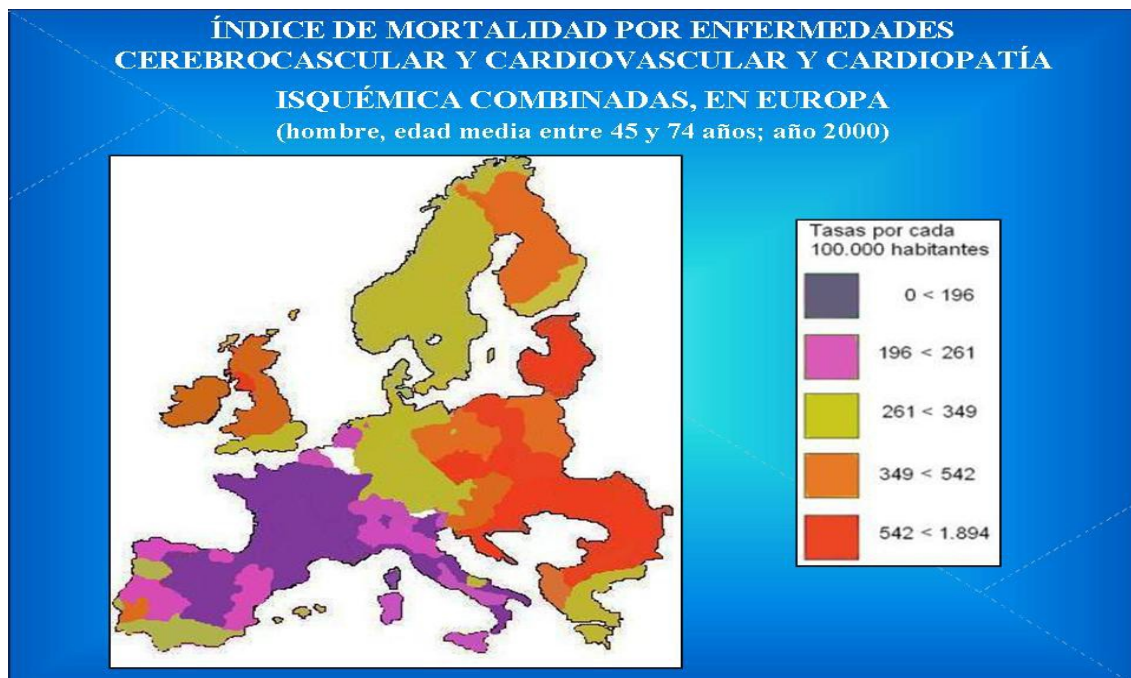 ÍNDICE DE MORTALIDAD POR ENFERMEDADES
CEREBROCASCULAR Y CARDIOVASCULAR Y CARDIOPATÍA
ISQUÉMICA COMBINADAS, EN EUROPA
(hombre, edad media entre 45 y 74 años; año 2000)
Tasas por cada
100.000 habitantes
0 < 196
196 < 261
261 < 349
349 < 542
542 < 1.894